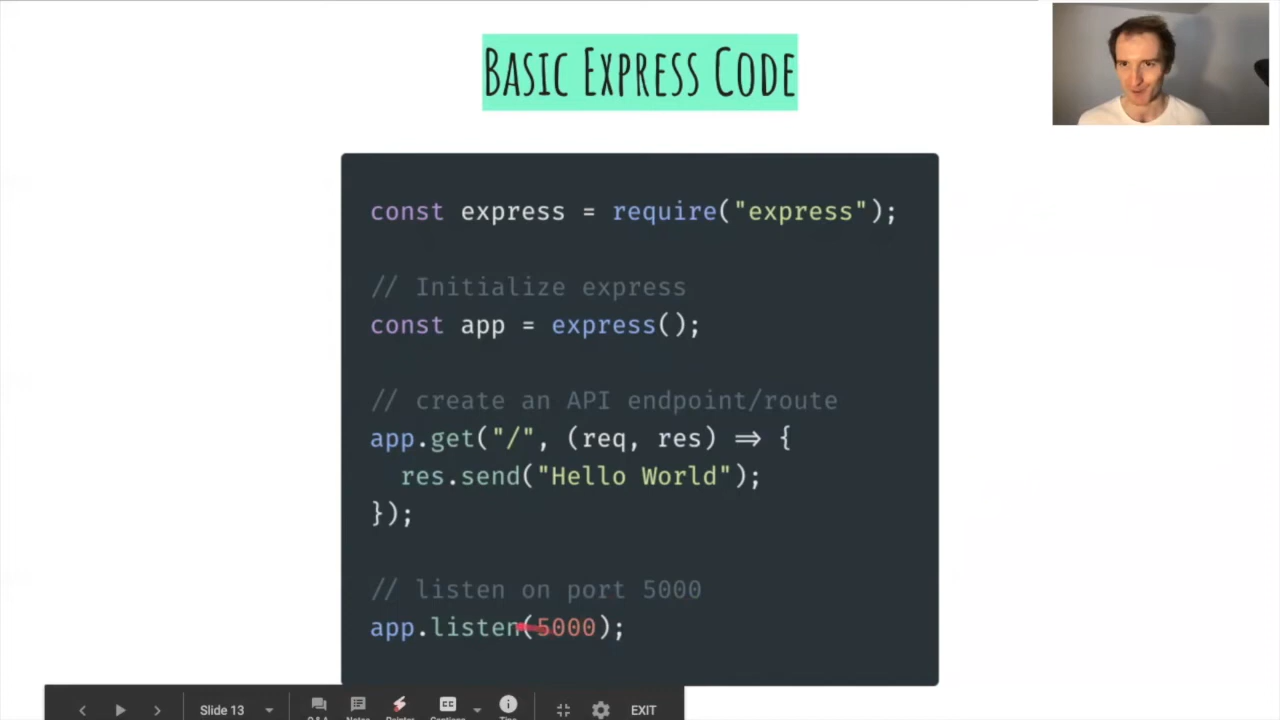 BASIC EXPRESS CODE
const express = require("express");
// Initialize express
const app = express();
// create an API endpoint/route
app.get("/", (req, res) => {
res.send("Hello World");
});
// listen on port 5000
app.listen(5000);
Slide 13
EXIT